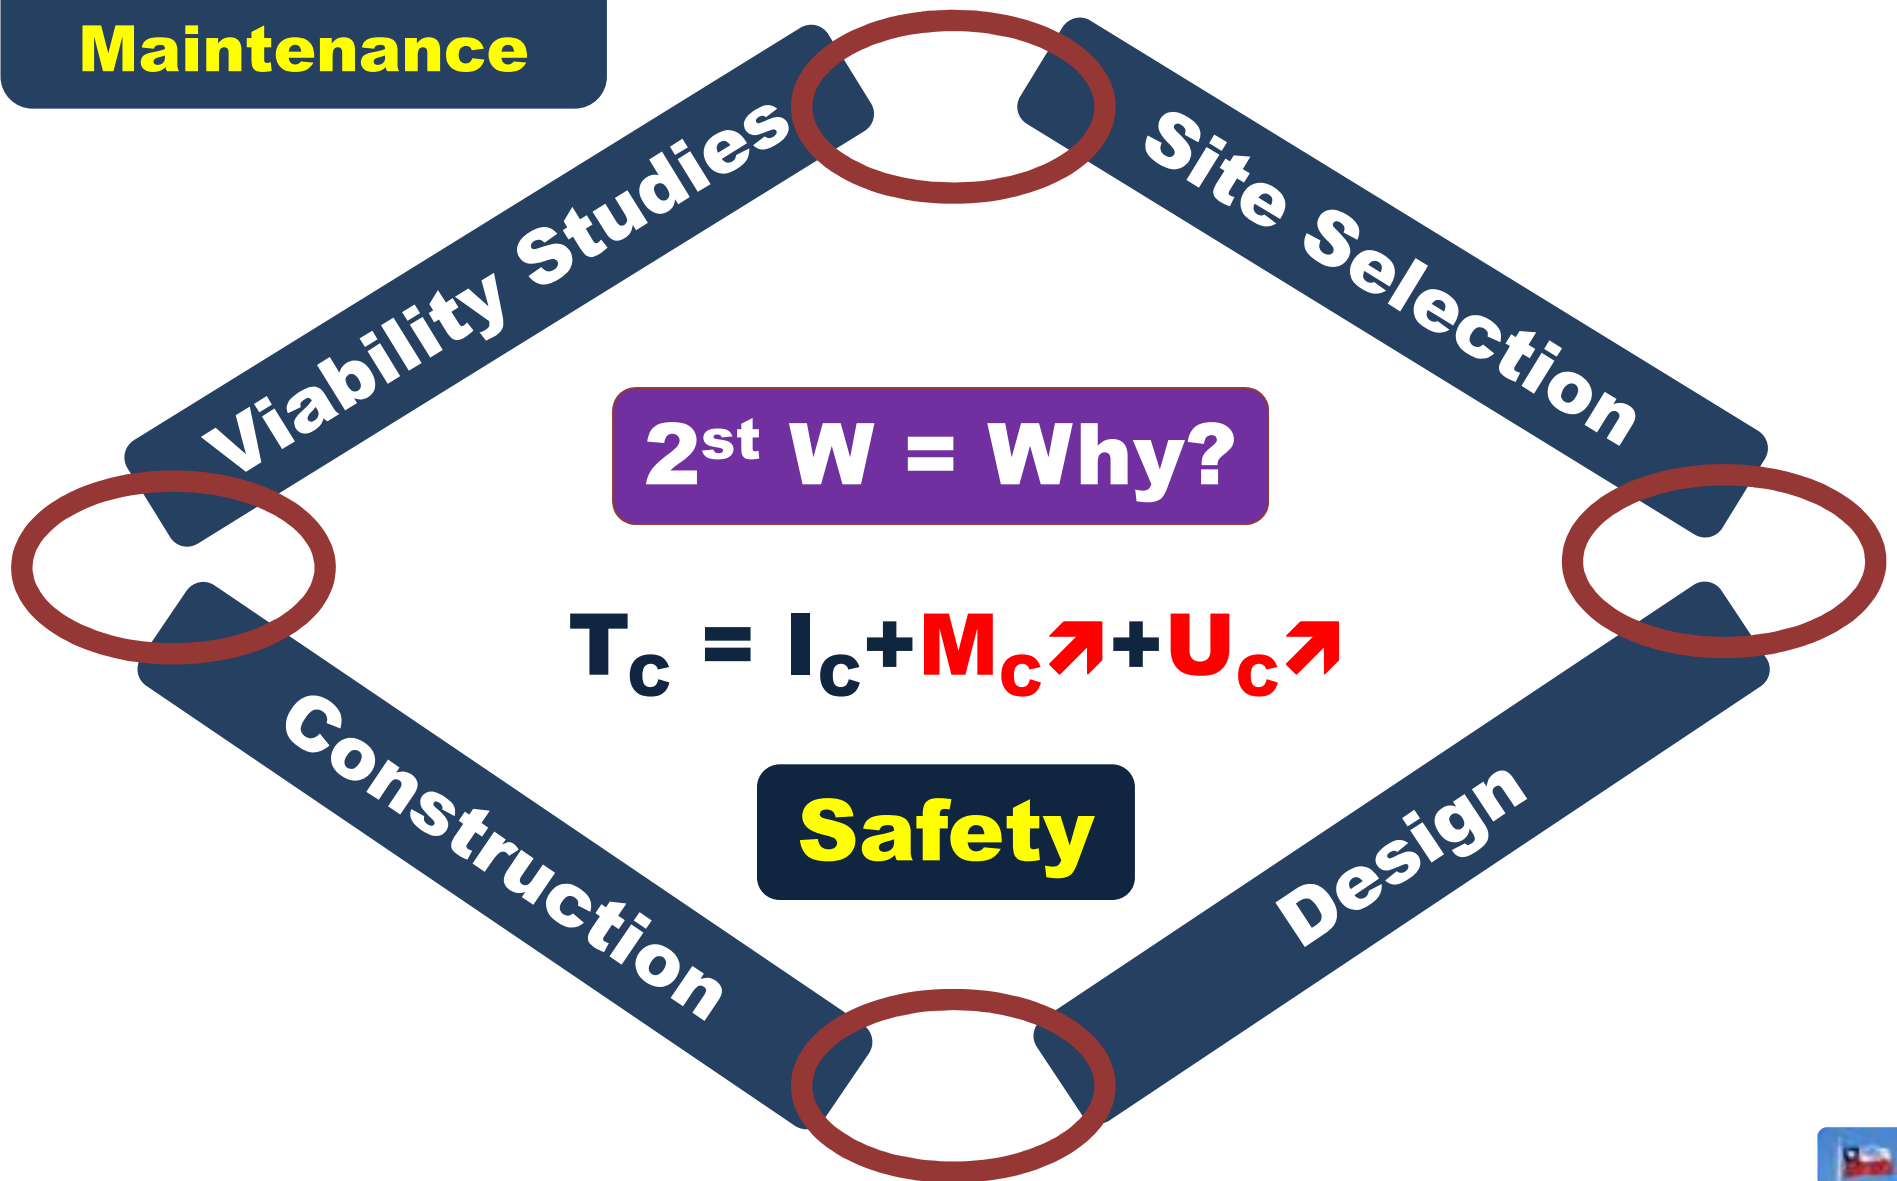 Maintenance
Viability Studies
Site Selection
2st W = Why?
TC = IC+MC↗+UC↗
Safety
Construction
Design